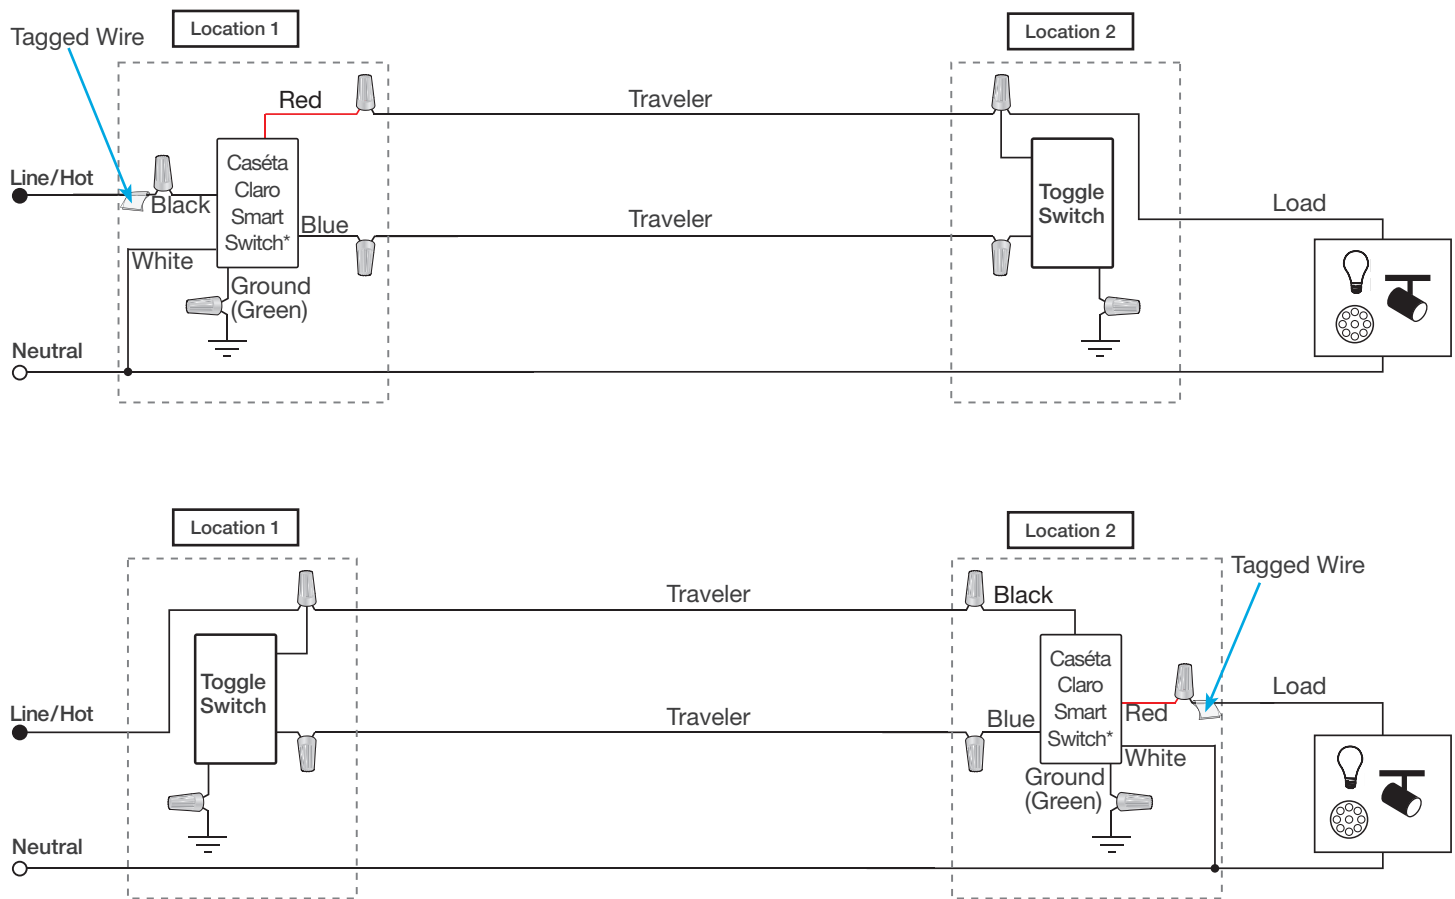 Location 1
Location 2
Tagged Wire
Red
Traveler
Line/Hot
Black
Caséta
Claro
Smart
Switch*
Blue
Traveler
Toggle
Switch
Load
White
Ground
(Green)
Neutral
Location 1
Location 2
Tagged Wire
Traveler
Black
Toggle
Switch
Line/Hot
Traveler
Blue
Caséta
Claro
Smart
Switch*
Red
Load
White
Ground
(Green)
Neutral